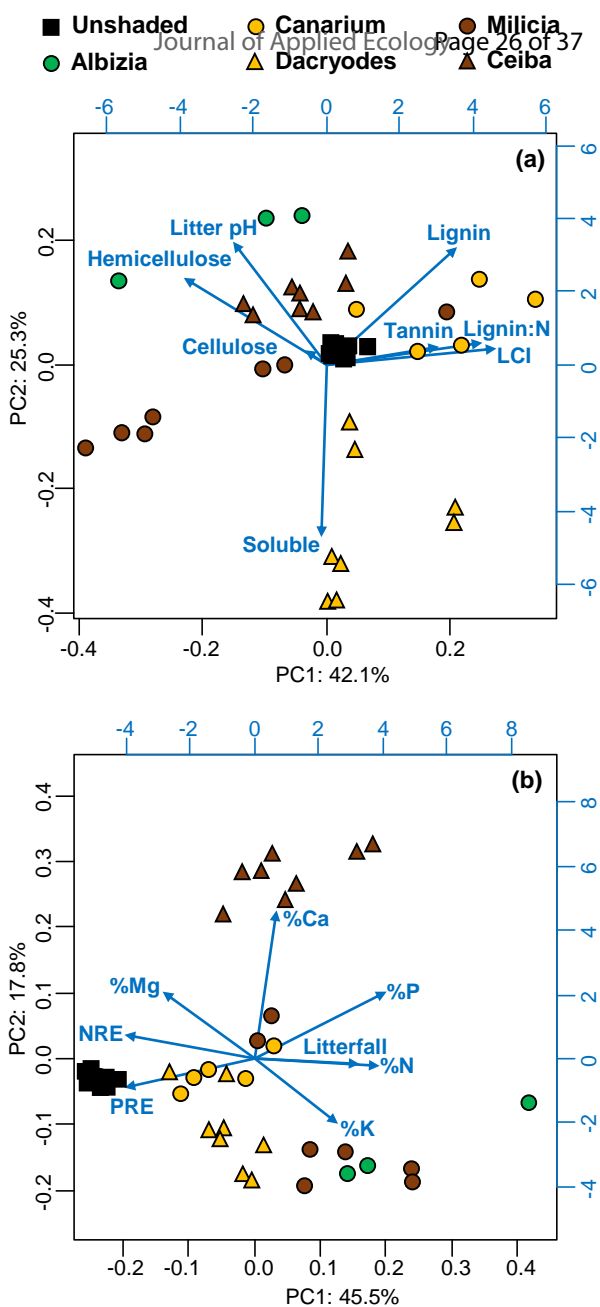 Unshaded Canarium Milicia
Journal of Applied Ecology Page 26 of 37
Albizia Dacryodes Ceiba
-6 -4 -2 0 2 4 6
(a)
Litter pH
Lignin
Hemicellulose
Cellulose
Tannin
Lignin:N
LCI
Soluble
PC2: 25.3%
0.2
0.0
-0.2
-0.4
6
4
2
0
-2
-4
-6
-0.4 -0.2 0.0 0.2
PC1: 42.1%
-4 -2 0 2 4 6 8
(b)
%Ca
%Mg
%P
NRE
Litterfall
%N
PRE
%K
PC2: 17.8%
0.4
0.3
0.2
0.1
0.0
-0.1
-0.2
8
6
4
2
0
-2
-4
-0.2 -0.1 0.0 0.1 0.2 0.3 0.4
PC1: 45.5%